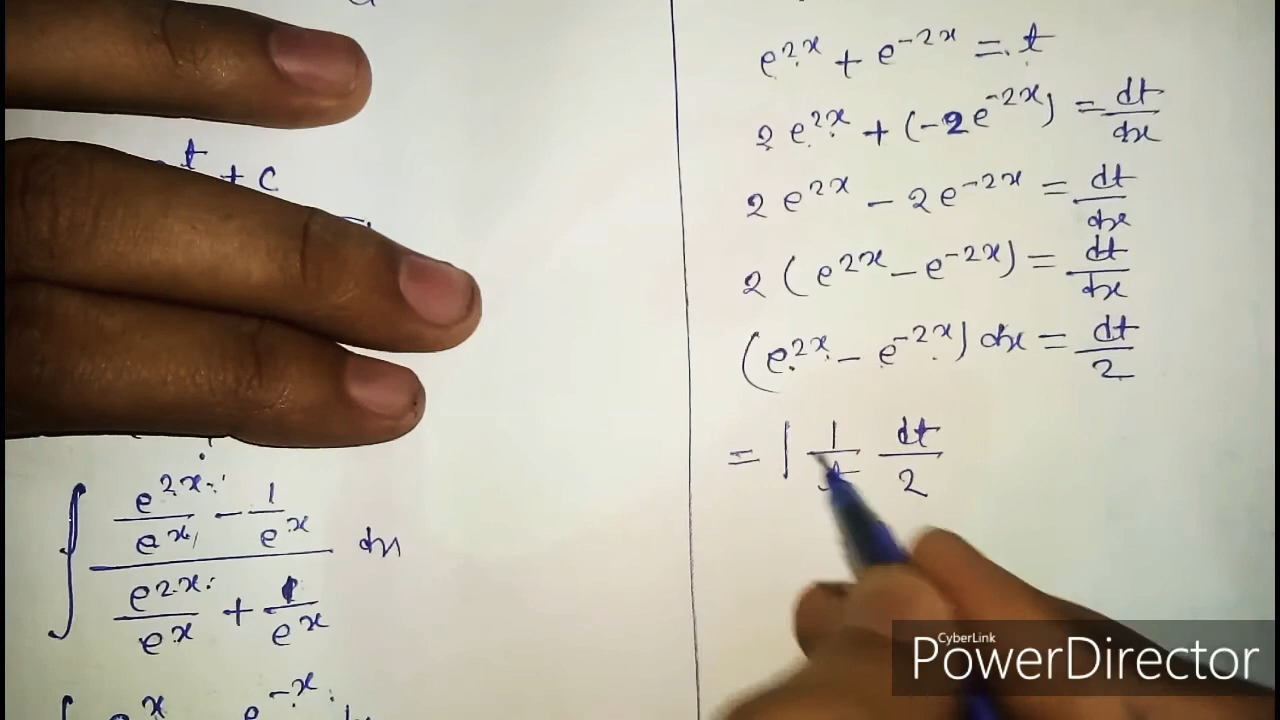 t + c
∫ (e^{2x}/e^x - 1/e^x) / (e^{2x}/e^x + 1/e^x) dx
e^x e^{-x}
e^{2x} + e^{-2x} = t
2e^{2x} + (-2e^{-2x}) = dt/dx
2e^{2x} - 2e^{-2x} = dt/dx
2(e^{2x} - e^{-2x}) = dt/dx
(e^{2x} - e^{-2x}) dx = dt/2
= ∫ 1/t dt/2
CyberLink
PowerDirector